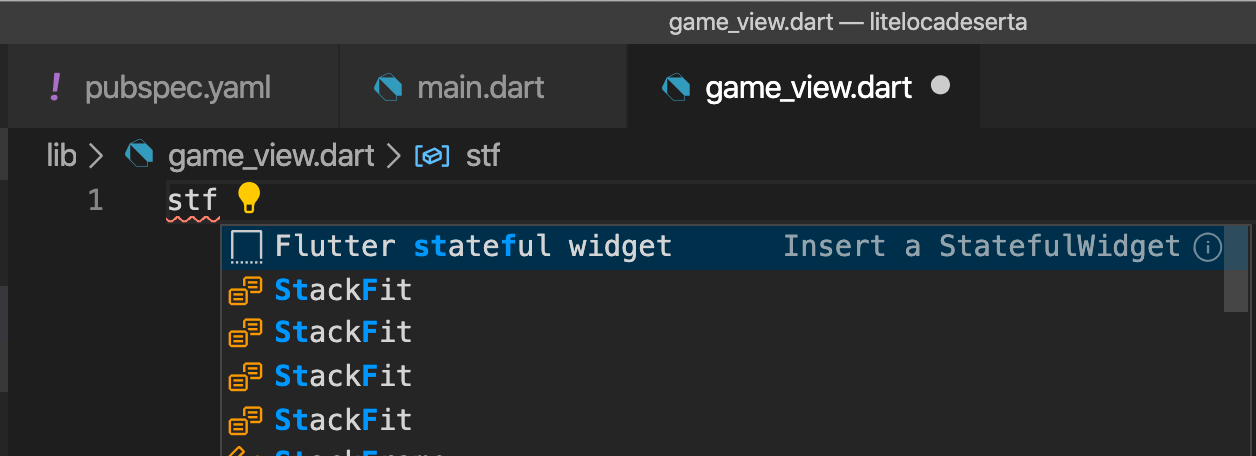 game_view.dart — litelocadeserta
! pubspec.yaml main.dart game_view.dart
lib > game_view.dart > stf
1 stf
Flutter stateful widget Insert a StatefulWidget
StackFit
StackFit
StackFit
StackFit